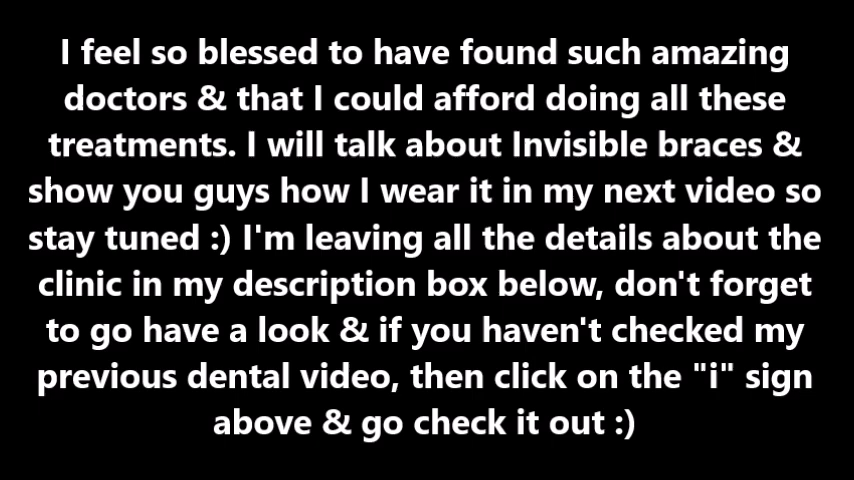 I feel so blessed to have found such amazing
doctors & that I could afford doing all these
treatments. I will talk about Invisible braces &
show you guys how I wear it in my next video so
stay tuned :) I'm leaving all the details about the
clinic in my description box below, don't forget
to go have a look & if you haven't checked my
previous dental video, then click on the "i" sign
above & go check it out :)